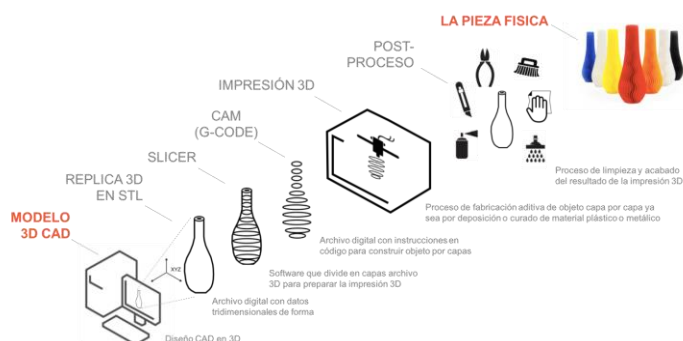 LA PIEZA FISICA
POST-
PROCESO
IMPRESIÓN 3D
CAM
(G-CODE)
SLICER
REPLICA 3D
EN STL
MODELO
3D CAD
XYZ
Proceso de limpieza y acabado
del resultado de la impresión 3D
Proceso de fabricación aditiva de objeto capa por capa ya
sea por deposición o curado de material plástico o metálico
Archivo digital con instrucciones en
código para construir objeto por capas
Software que divide en capas archivo
3D para preparar la impresión 3D
Archivo digital con datos
tridimensionales de forma
Diseño CAD en 3D